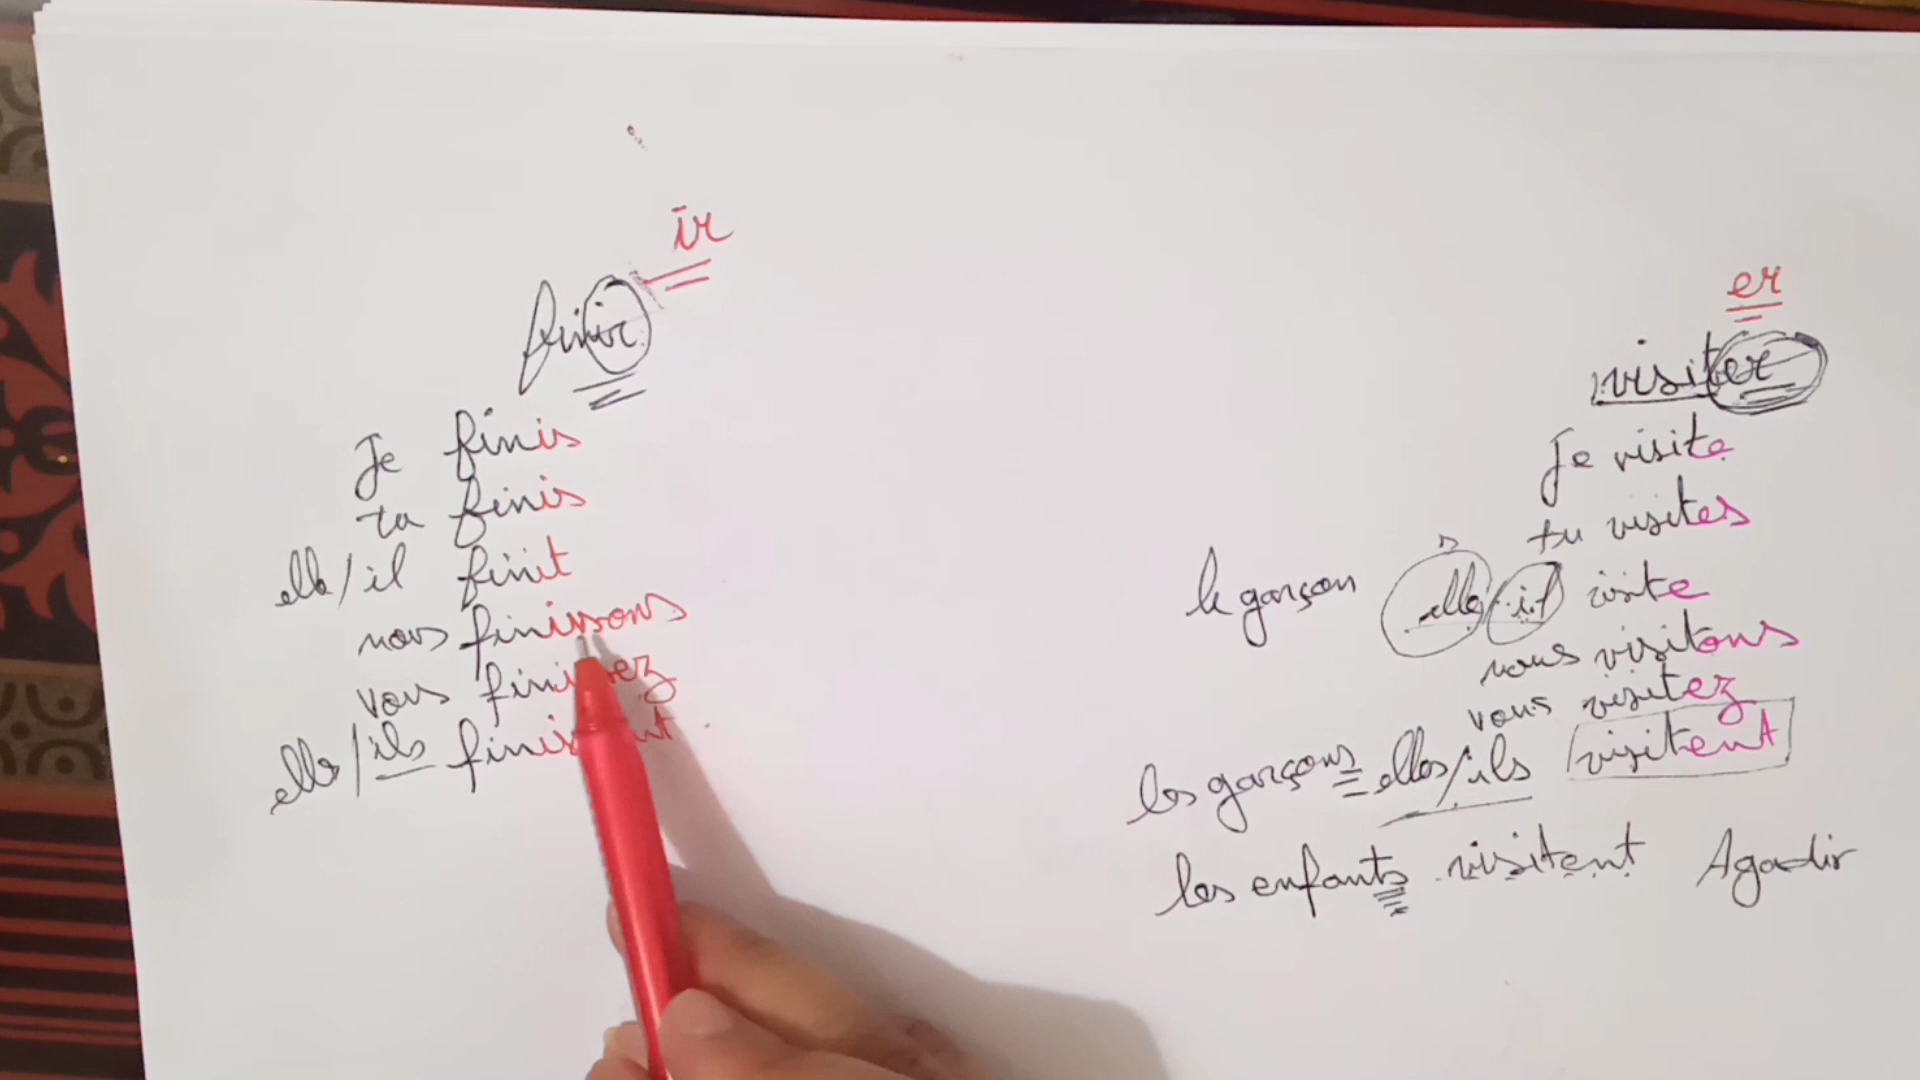 ir
finir
Je finis
tu finis
elle/il finit
nous finissons
vous
elles/ils
er
visiter
Je visite
tu visites
le garçon elle il visite
nous visitons
vous visitez
les garçons = elles/ils visitent
les enfants visitent Agadir